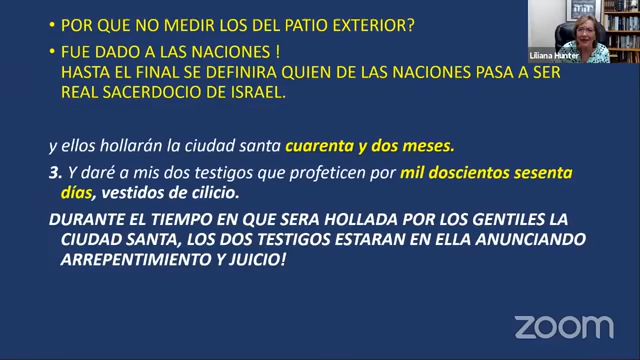 • POR QUE NO MEDIR LOS DEL PATIO EXTERIOR?
• FUE DADO A LAS NACIONES !
HASTA EL FINAL SE DEFINIRA QUIEN DE LAS NACIONES PASA A SER
REAL SACERDOCIO DE ISRAEL.
y ellos hollarán la ciudad santa cuarenta y dos meses.
3. Y daré a mis dos testigos que profeticen por mil doscientos sesenta
días, vestidos de cilicio.
DURANTE EL TIEMPO EN QUE SERA HOLLADA POR LOS GENTILES LA
CIUDAD SANTA, LOS DOS TESTIGOS ESTARAN EN ELLA ANUNCIANDO
ARREPENTIMIENTO Y JUICIO!
Liliana Hunter
zoom